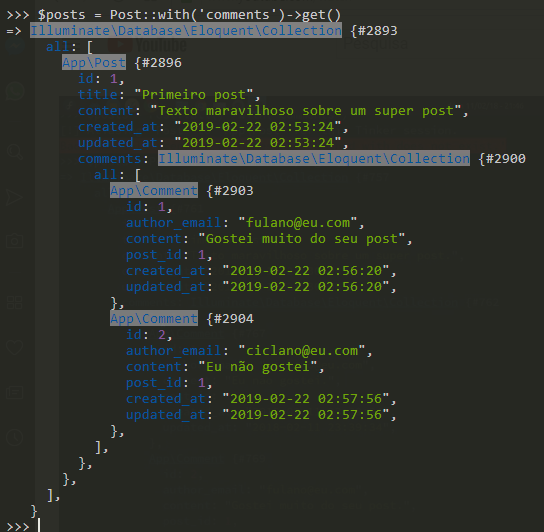 >>> $posts = Post::with('comments')->get()
=> Illuminate\Database\Eloquent\Collection {#2893
     all: [
       App\Post {#2896
         id: 1,
         title: "Primeiro post",
         content: "Texto maravilhoso sobre um super post",
         created_at: "2019-02-22 02:53:24",
         updated_at: "2019-02-22 02:53:24",
         comments: Illuminate\Database\Eloquent\Collection {#2900
           all: [
             App\Comment {#2903
               id: 1,
               author_email: "fulano@eu.com",
               content: "Gostei muito do seu post",
               post_id: 1,
               created_at: "2019-02-22 02:56:20",
               updated_at: "2019-02-22 02:56:20",
             },
             App\Comment {#2904
               id: 2,
               author_email: "ciclano@eu.com",
               content: "Eu não gostei",
               post_id: 1,
               created_at: "2019-02-22 02:57:56",
               updated_at: "2019-02-22 02:57:56",
             },
           ],
         },
       },
     ],
   }
>>>